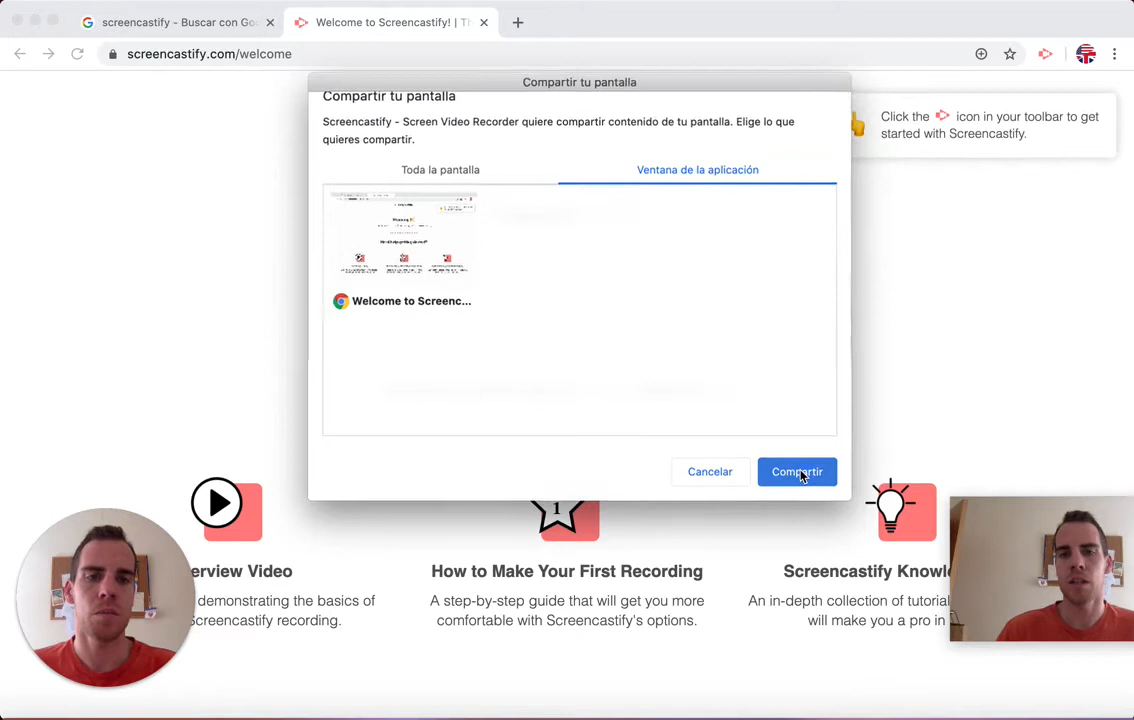 screencastify - Buscar con Goo
Welcome to Screencastify! | Th
screencastify.com/welcome
Compartir tu pantalla
Compartir tu pantalla
Screencastify - Screen Video Recorder quiere compartir contenido de tu pantalla. Elige lo que
quieres compartir.
Toda la pantalla
Ventana de la aplicación
Welcome to Screenc...
Cancelar
Compartir
Click the icon in your toolbar to get
started with Screencastify.
1
erview Video
demonstrating the basics of
Screencastify recording.
How to Make Your First Recording
A step-by-step guide that will get you more
comfortable with Screencastify's options.
Screencastify Knowl
An in-depth collection of tutorial
will make you a pro in